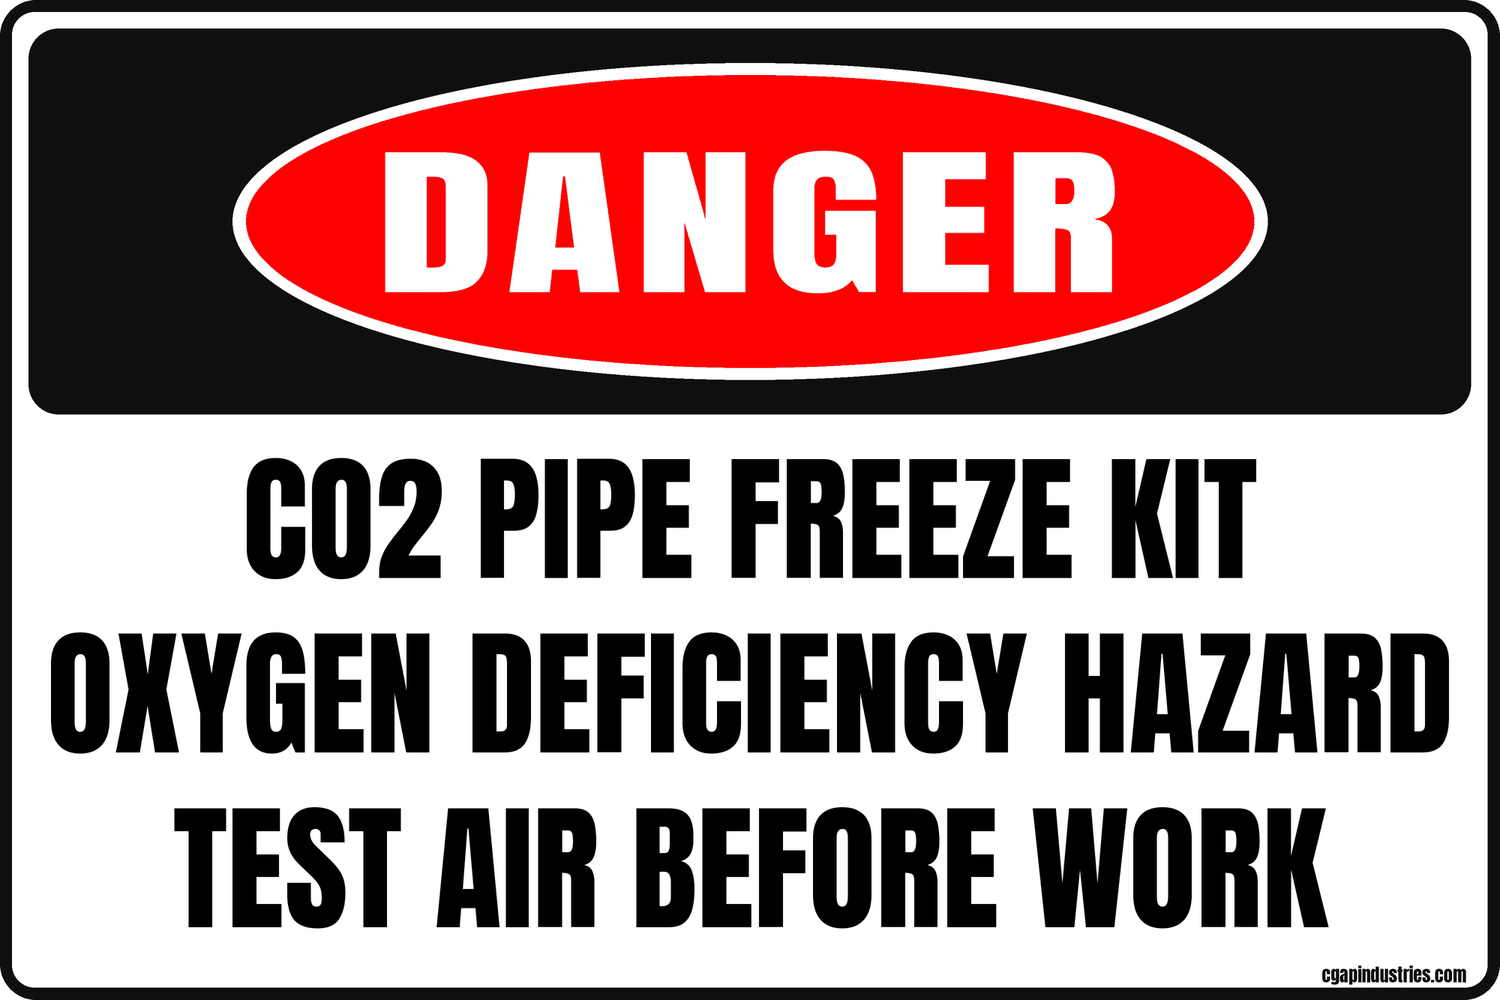 DANGER
CO2 PIPE FREEZE KIT
OXYGEN DEFICIENCY HAZARD
TEST AIR BEFORE WORK
cgapindustries.com